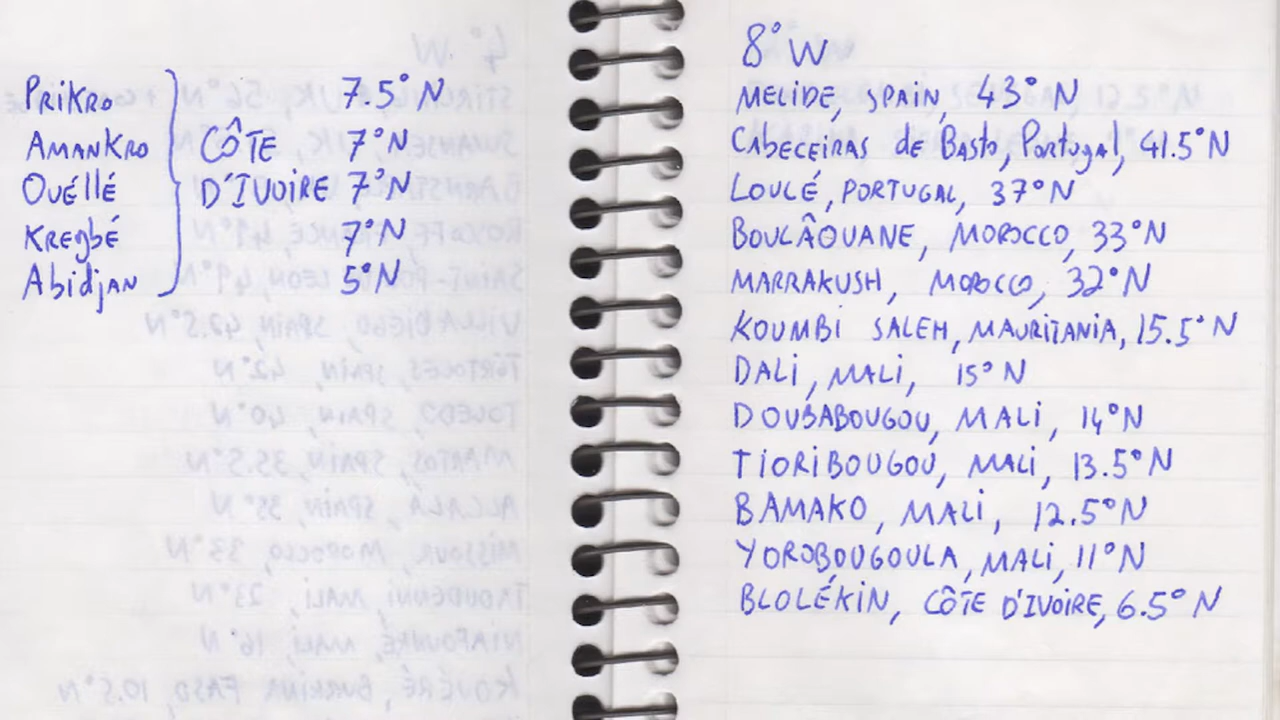 PRIKRO 7.5°N
AMANKRO CÔTE 7°N
OUÉLLÉ D'IVOIRE 7°N
KREGBÉ 7°N
Abidjan 5°N
8°W
MELIDE, SPAIN, 43°N
Cabeceiras de Basto, Portugal, 41.5°N
LOULÉ, PORTUGAL, 37°N
BOULÂOUANE, MOROCCO, 33°N
MARRAKUSH, MOROCCO, 32°N
KOUMBI SALEH, MAURITANIA, 15.5°N
DALI, MALI, 15°N
DOUBABOUGOU, MALI, 14°N
TIORIBOUGOU, MALI, 13.5°N
BAMAKO, MALI, 12.5°N
YOROBOUGOULA, MALI, 11°N
BLOLÉKIN, CÔTE D'IVOIRE, 6.5°N